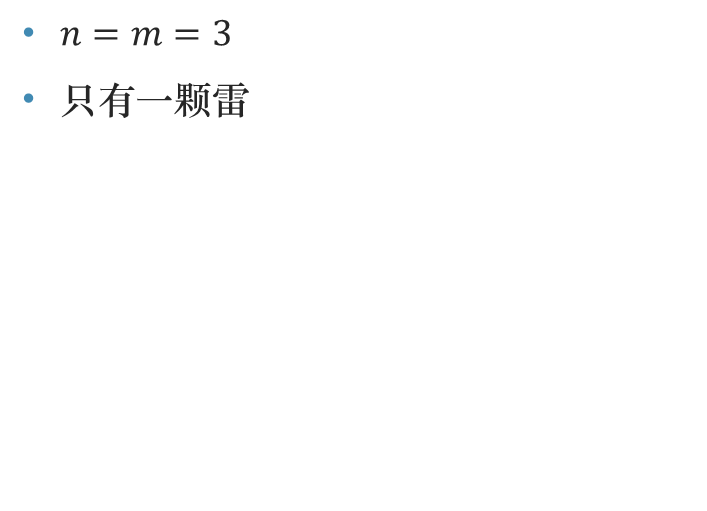 • n = m = 3
• 只有一颗雷